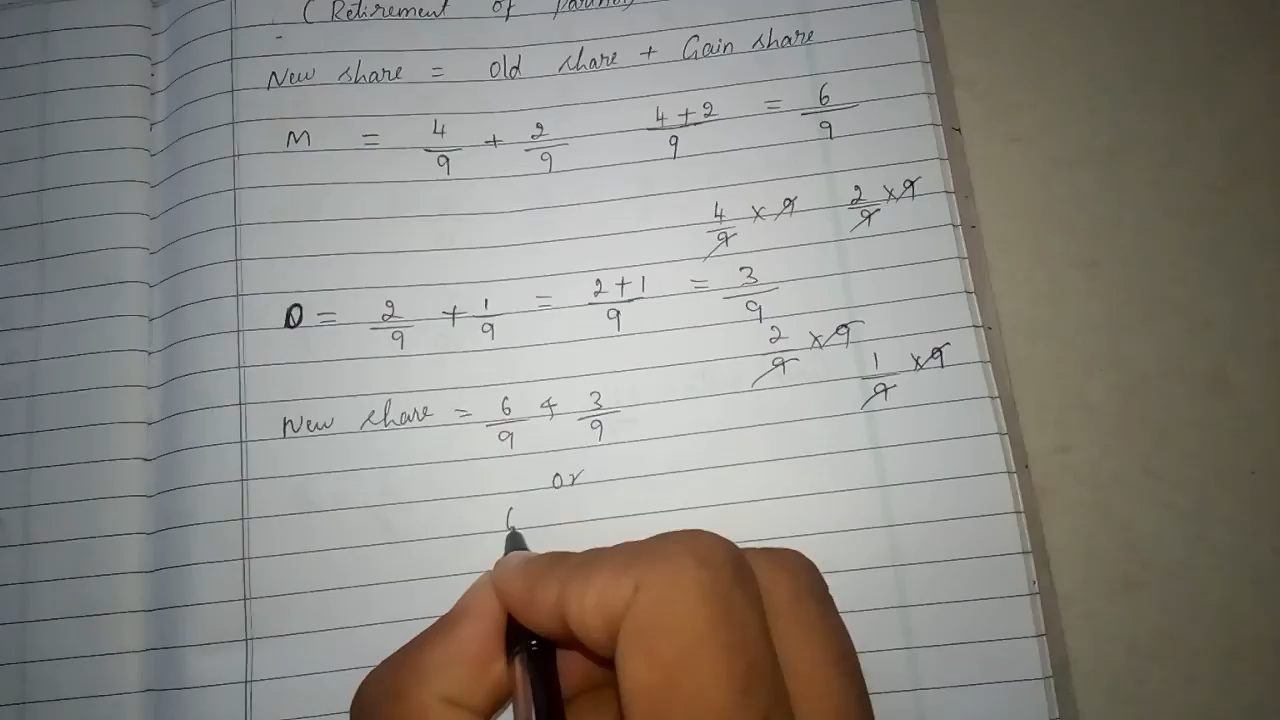 ( Retirement of
New share = Old share + Gain share
M = 4/9 + 2/9 4+2/9 = 6/9
4/9 × 9 2/9 × 9
D = 2/9 + 1/9 = 2+1/9 = 3/9
2/9 × 9 1/9 × 9
New share = 6/9 & 3/9
or